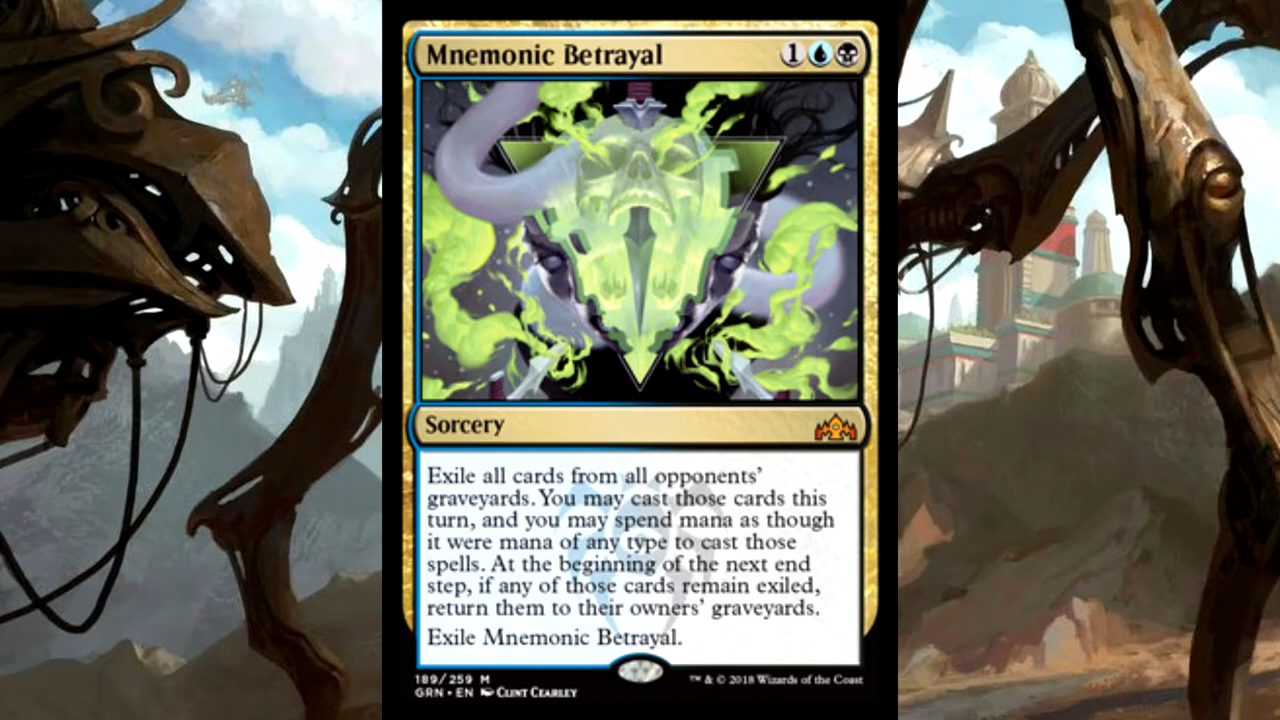 Mnemonic Betrayal 1
Sorcery
Exile all cards from all opponents’
graveyards. You may cast those cards this
turn, and you may spend mana as though
it were mana of any type to cast those
spells. At the beginning of the next end
step, if any of those cards remain exiled,
return them to their owners’ graveyards.
Exile Mnemonic Betrayal.
189/259 M
GRN • EN Clint Cearley
™ & © 2018 Wizards of the Coast